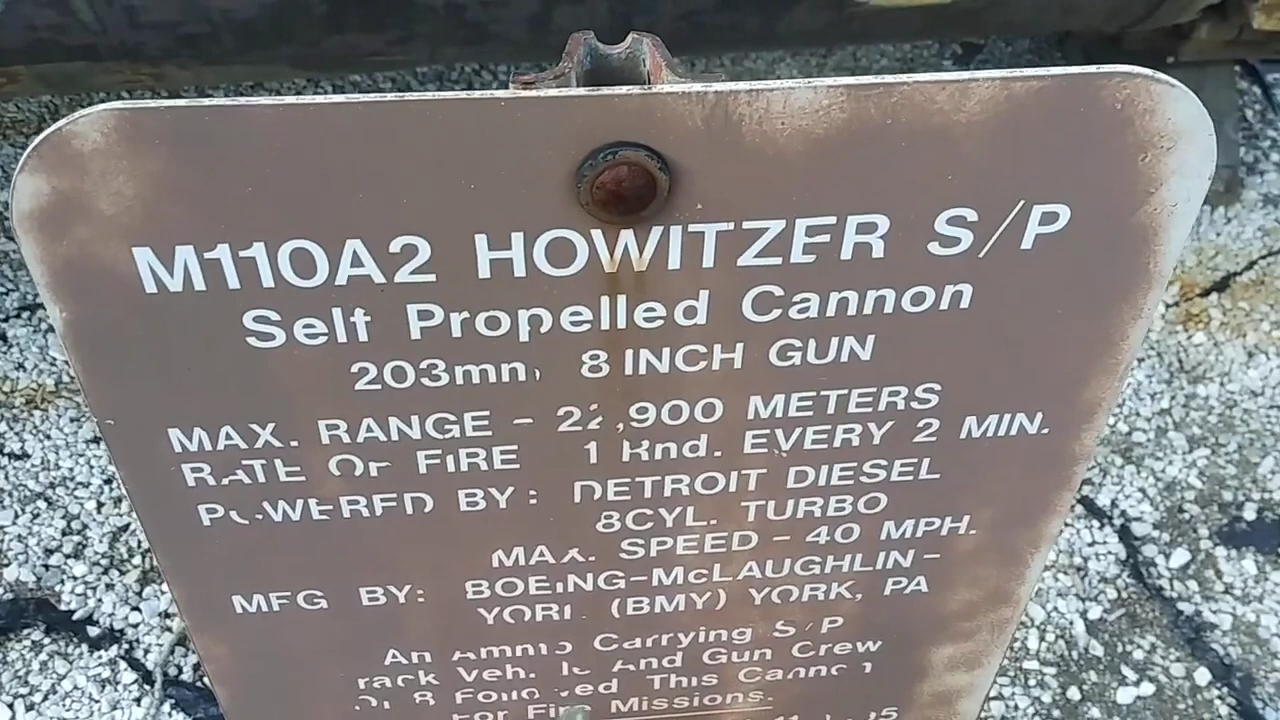 M110A2 HOWITZER S/P
Self Propelled Cannon
203mm, 8 INCH GUN
MAX. RANGE - 22,900 METERS
RATE OF FIRE 1 Rnd. EVERY 2 MIN.
POWERED BY: DETROIT DIESEL
8CYL. TURBO
MAX. SPEED - 40 MPH.
MFG BY: BOEING-McLAUGHLIN-
YORK (BMY) YORK, PA
An Ammo Carrying S/P
Track Vehicle And Gun Crew
Of 8 Followed This Cannon
For Fire Missions.